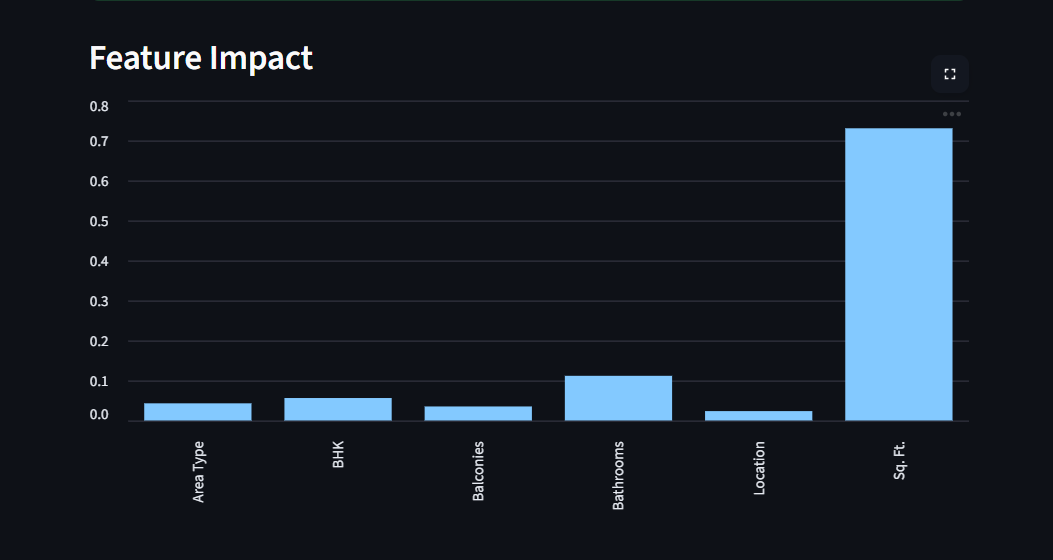 Feature Impact
0.8
0.7
0.6
0.5
0.4
0.3
0.2
0.1
0.0
Area Type
BHK
Balconies
Bathrooms
Location
Sq. Ft.